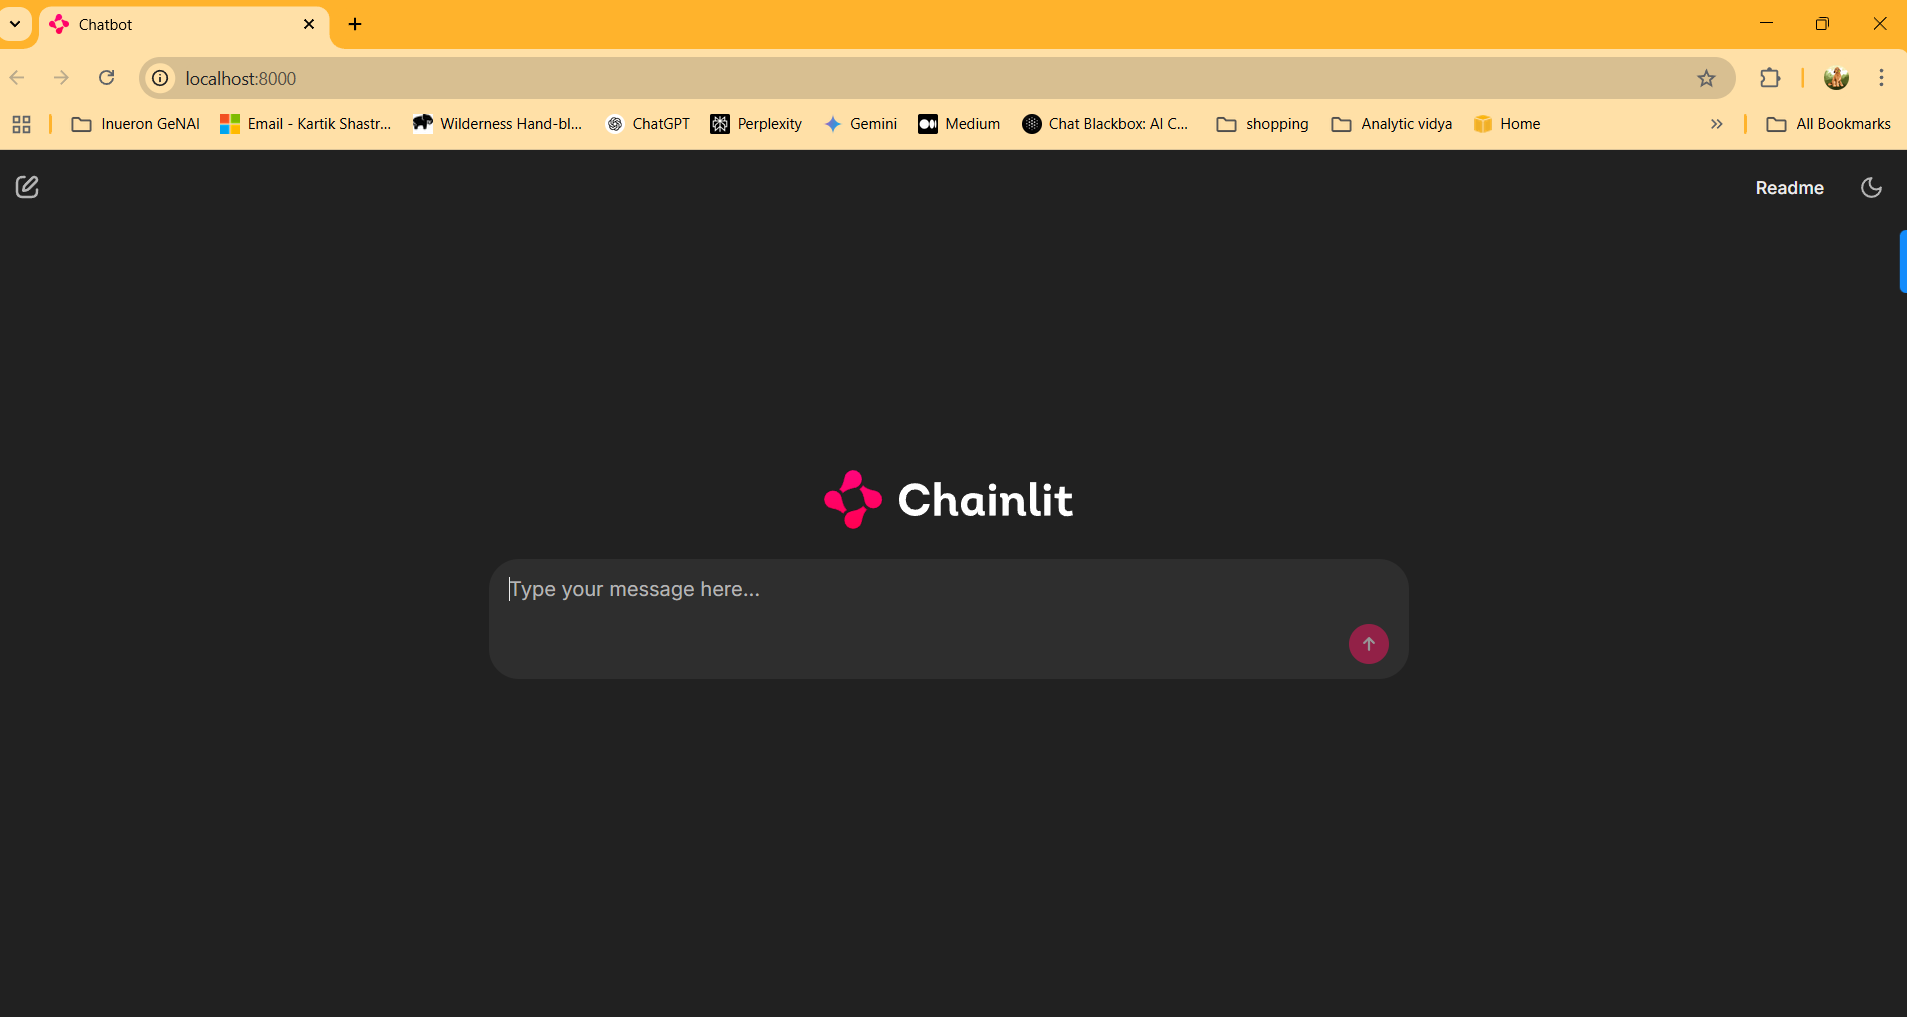 Chatbot
localhost:8000
Inueron GeNAI Email - Kartik Shastr... Wilderness Hand-bl... ChatGPT Perplexity Gemini Medium Chat Blackbox: AI C... shopping Analytic vidya Home » All Bookmarks
Readme
Chainlit
Type your message here...